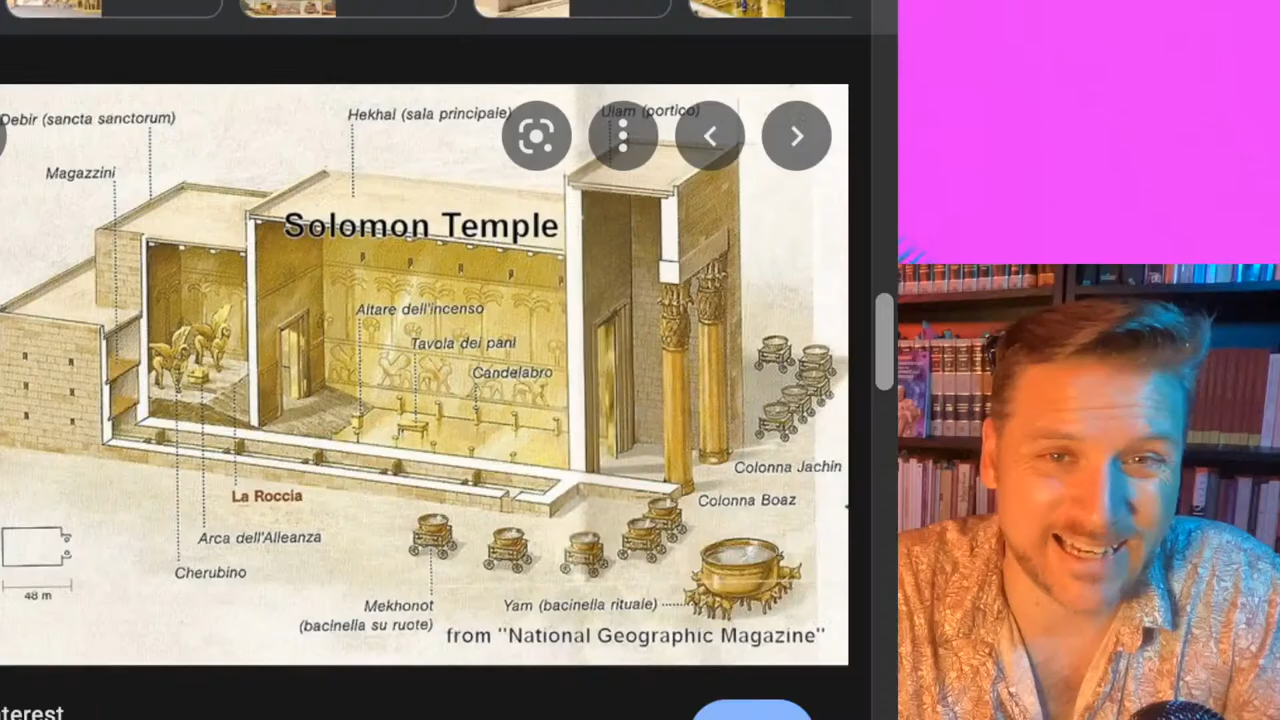 Debir (sancta sanctorum)
Hekhal (sala principale)
Ulam (portico)
Magazzini
Solomon Temple
Altare dell'incenso
Tavola dei pani
Candelabro
Colonna Jachin
Colonna Boaz
La Roccia
Arca dell'Alleanza
Cherubino
48 m
Mekhonot
(bacinella su ruote)
Yam (bacinella rituale)
from "National Geographic Magazine"
terest